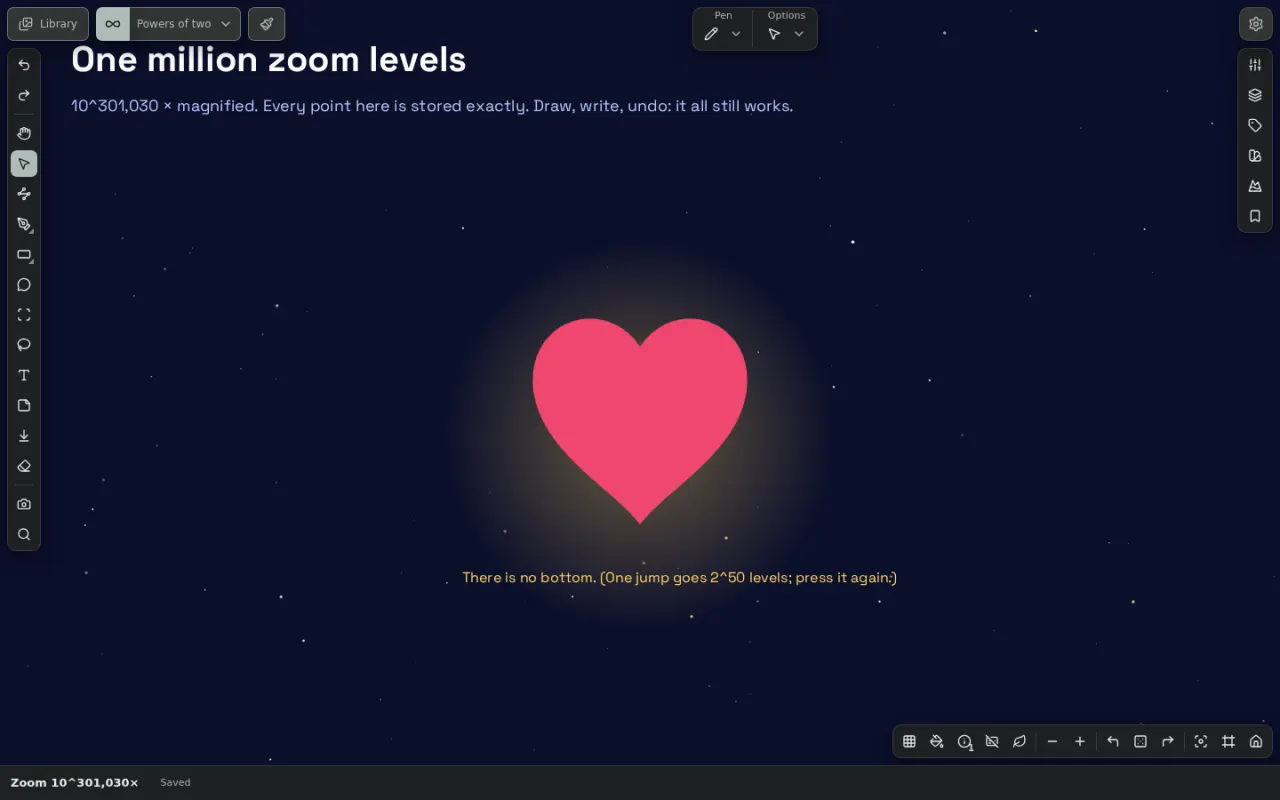 Library
Powers of two
Pen
Options
One million zoom levels
10^301,030 × magnified. Every point here is stored exactly. Draw, write, undo: it all still works.
There is no bottom. (One jump goes 2^50 levels; press it again.)
1
Zoom 10^301,030×
Saved